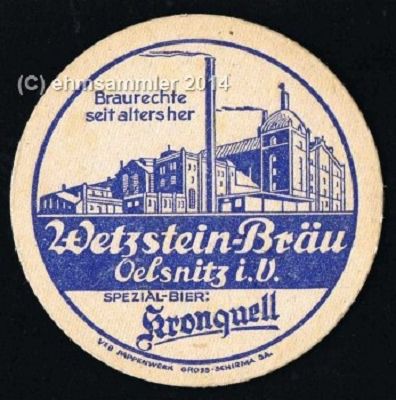 (C) ehmsammler 2014
Braurechte
seit alters her
Wetzstein-Bräu
Oelsnitz i.V.
SPEZIAL-BIER:
Kronquell
VEB PAPPENWERK GROSS-SCHIRMA SA.